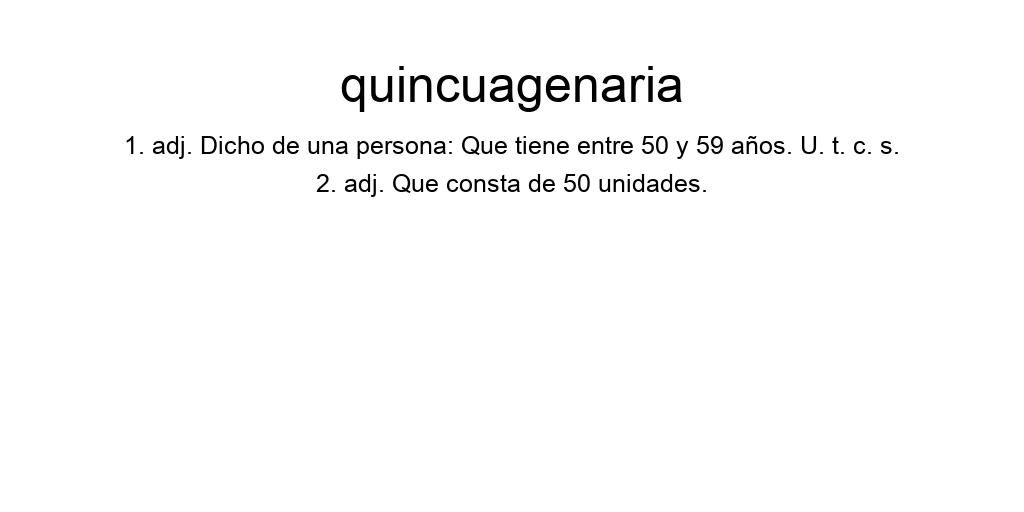 quincuagenaria
1. adj. Dicho de una persona: Que tiene entre 50 y 59 años. U. t. c. s.
2. adj. Que consta de 50 unidades.